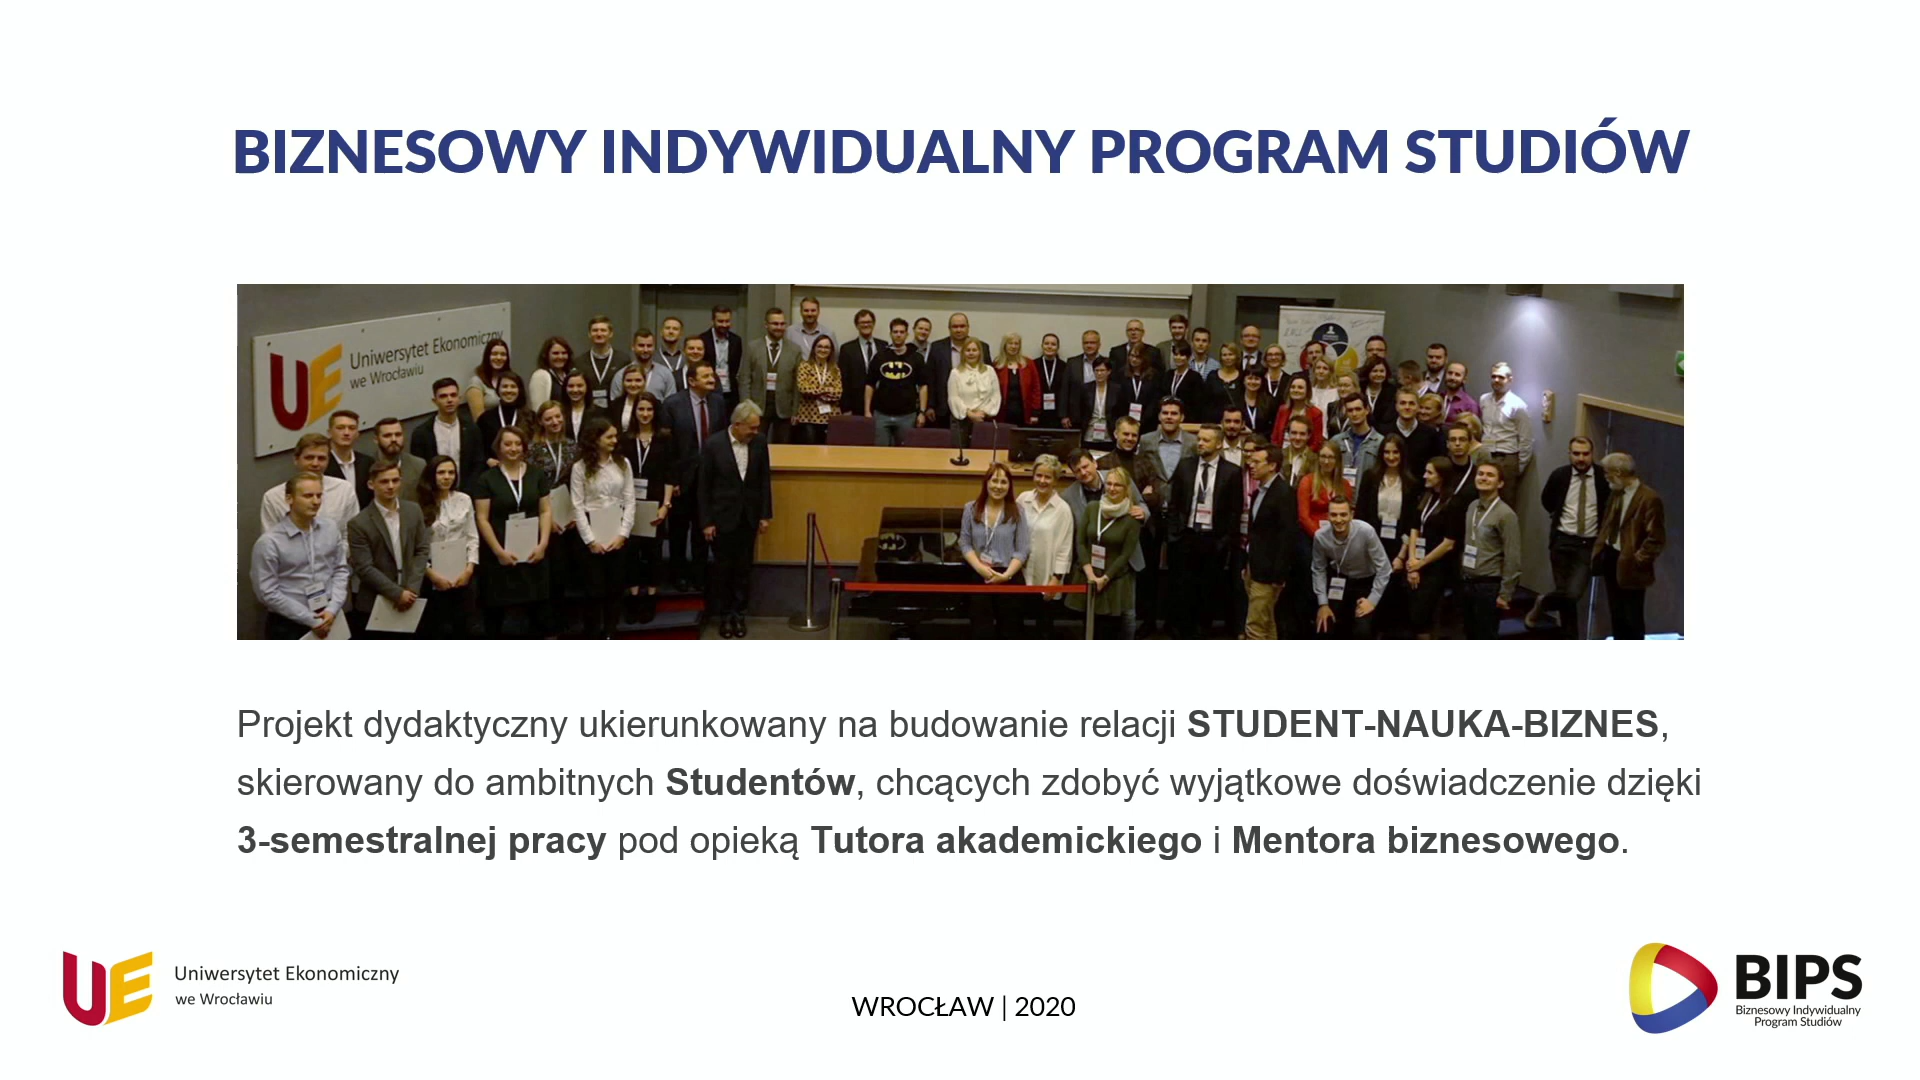 BIZNESOWY INDYWIDUALNY PROGRAM STUDIÓW
UE Uniwersytet Ekonomiczny
we Wrocławiu
Projekt dydaktyczny ukierunkowany na budowanie relacji STUDENT-NAUKA-BIZNES,
skierowany do ambitnych Studentów, chcących zdobyć wyjątkowe doświadczenie dzięki
3-semestralnej pracy pod opieką Tutora akademickiego i Mentora biznesowego.
UE Uniwersytet Ekonomiczny
we Wrocławiu
WROCŁAW | 2020
BIPS
Biznesowy Indywidualny
Program Studiów